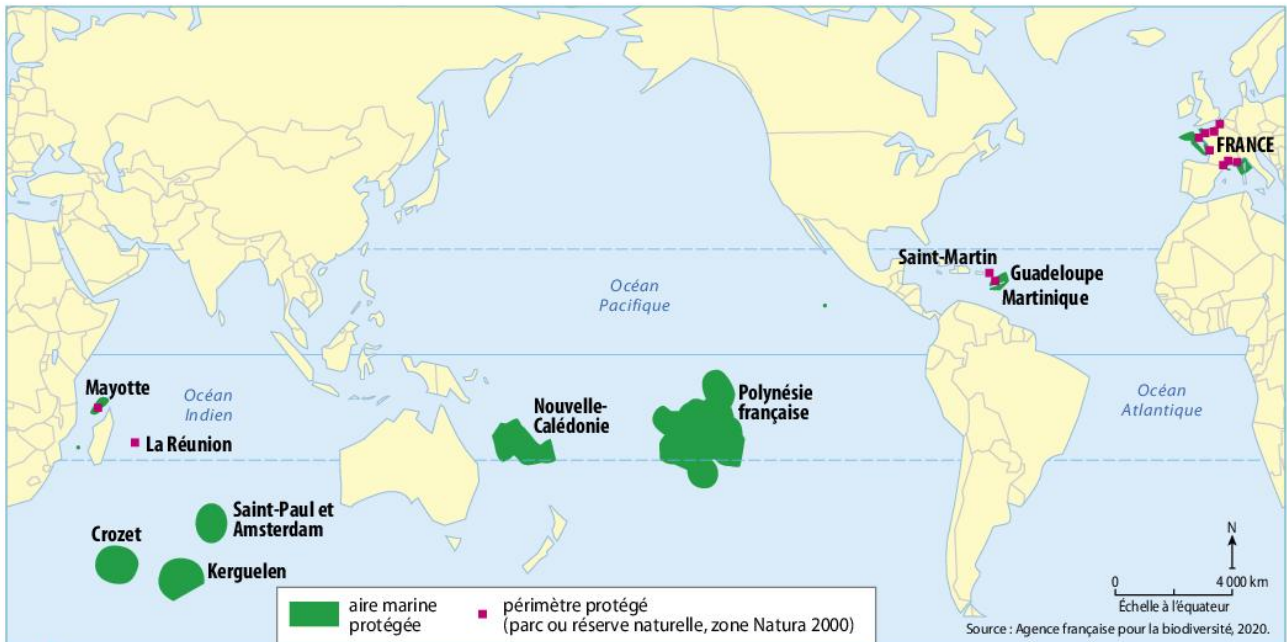 FRANCE
Saint-Martin
Guadeloupe
Martinique
Océan
Pacifique
Mayotte
Océan
Indien
La Réunion
Nouvelle-
Calédonie
Polynésie
française
Océan
Atlantique
Saint-Paul et
Amsterdam
Crozet
Kerguelen
N
0 4 000 km
Échelle à l'équateur
aire marine
protégée
périmètre protégé
(parc ou réserve naturelle, zone Natura 2000)
Source : Agence française pour la biodiversité, 2020.